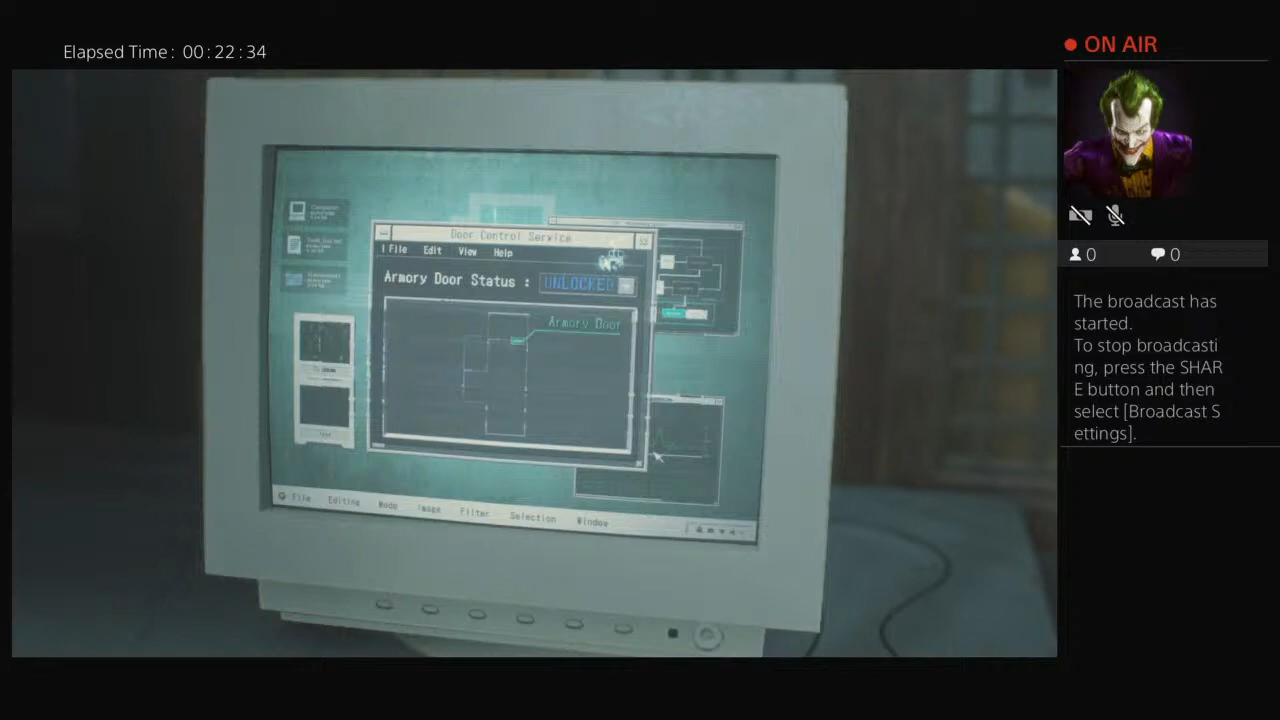 Elapsed Time: 00:22:34
ON AIR
Door Control Service
File Edit View Help
Armory Door Status : UNLOCKED
Armory Door
File Editing Mode Image Filter Selection Window
0 0
The broadcast has
started.
To stop broadcasti
ng, press the SHAR
E button and then
select [Broadcast S
ettings].